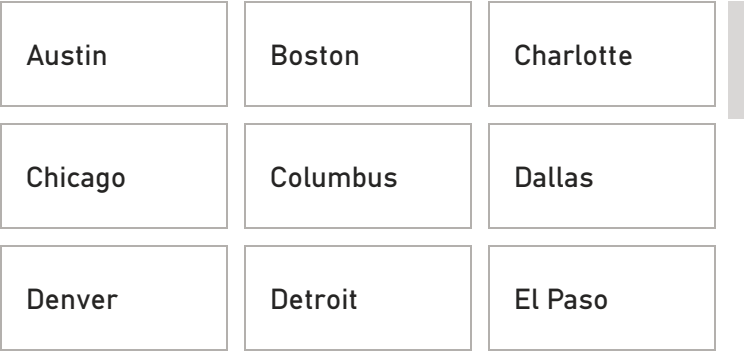 Austin
Boston
Charlotte
Chicago
Columbus
Dallas
Denver
Detroit
El Paso